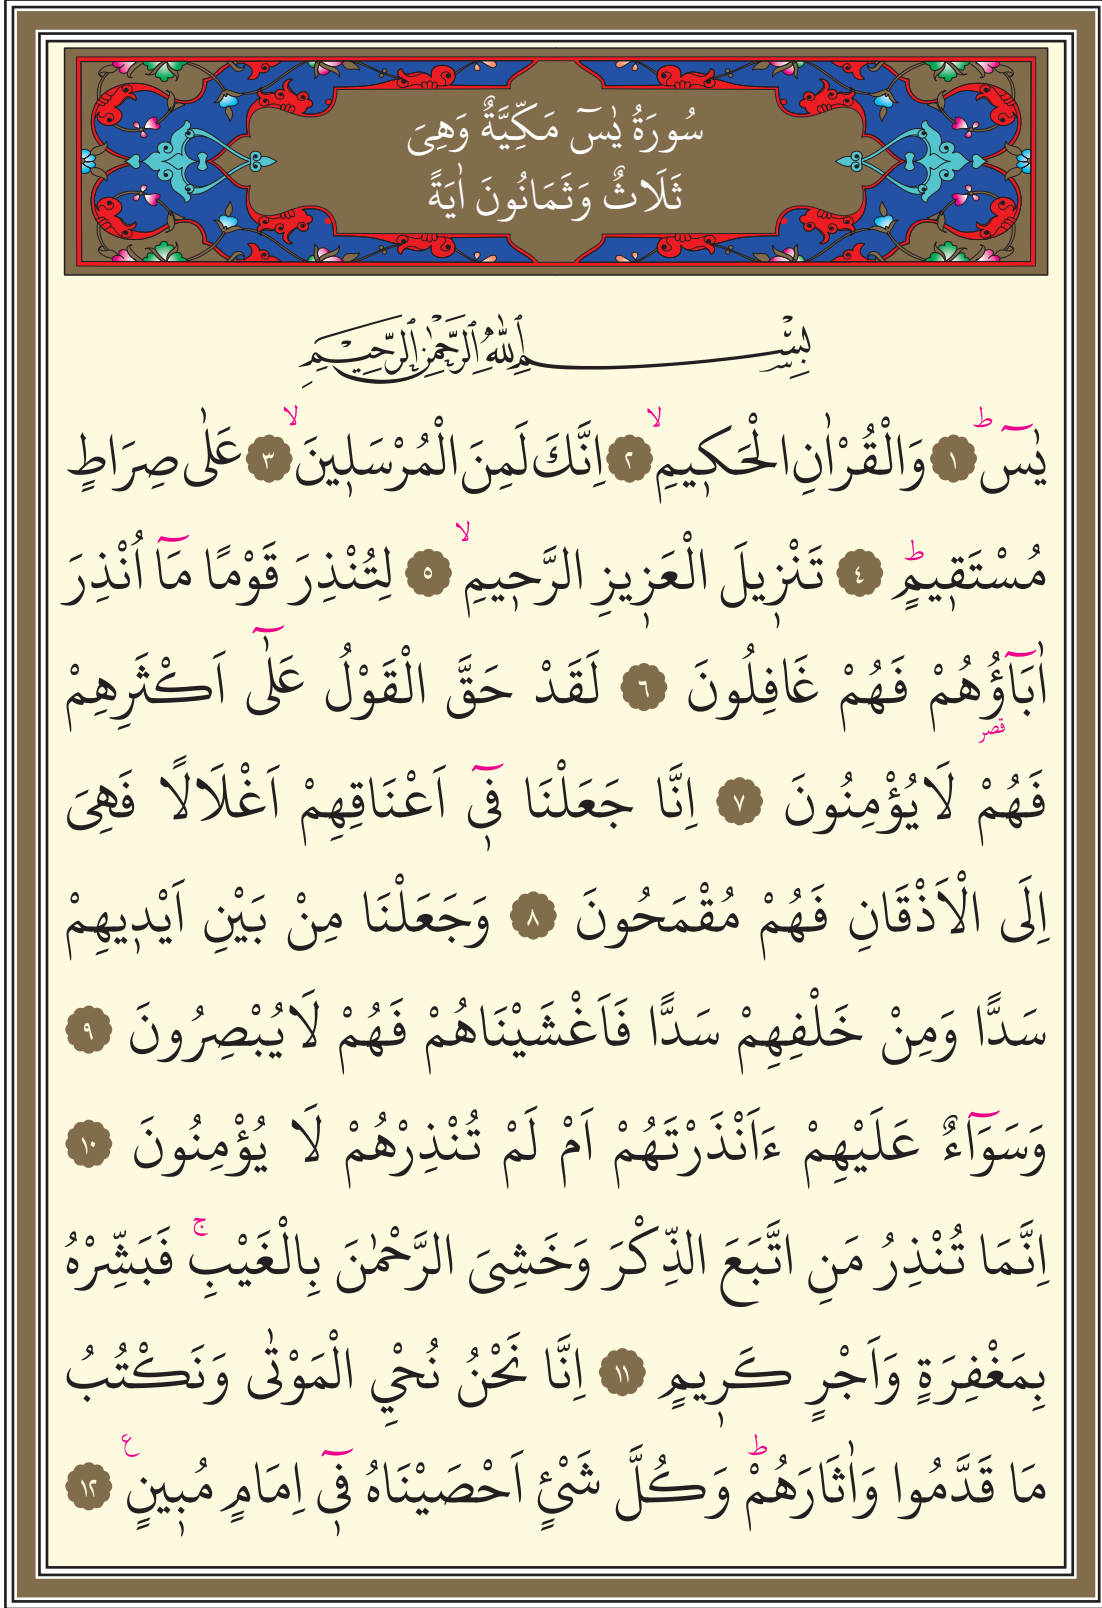 سُورَةُ يٰسٓ مَكِّيَّةٌ وَهِىَ
ثَلَاثٌ وَثَمَانُونَ اٰيَةً
بِسْمِ اللّٰهِ الرَّحْمٰنِ الرَّحِيمِ
يٰسٓ ۜط ﴿١﴾ وَالْقُرْاٰنِ الْحَك۪يمِۙ ﴿٢﴾ اِنَّكَ لَمِنَ الْمُرْسَل۪ينَۙ ﴿٣﴾ عَلٰى صِرَاطٍ
مُسْتَق۪يمٍط ﴿٤﴾ تَنْز۪يلَ الْعَز۪يزِ الرَّح۪يمِۙ ﴿٥﴾ لِتُنْذِرَ قَوْمًا مَٓا اُنْذِرَ
اٰبَٓاؤُ۬هُمْ فَهُمْ غَافِلُونَ ﴿٦﴾ لَقَدْ حَقَّ الْقَوْلُ عَلٰٓى اَكْثَرِهِمْ
قصر
فَهُمْ لَا يُؤْمِنُونَ ﴿٧﴾ اِنَّا جَعَلْنَا ف۪ٓي اَعْنَاقِهِمْ اَغْلَالًا فَهِىَ
اِلَى الْاَذْقَانِ فَهُمْ مُقْمَحُونَ ﴿٨﴾ وَجَعَلْنَا مِنْ بَيْنِ اَيْد۪يهِمْ
سَدًّا وَمِنْ خَلْفِهِمْ سَدًّا فَاَغْشَيْنَاهُمْ فَهُمْ لَا يُبْصِرُونَ ﴿٩﴾
وَسَوَٓاءٌ عَلَيْهِمْ ءَاَنْذَرْتَهُمْ اَمْ لَمْ تُنْذِرْهُمْ لَا يُؤْمِنُونَ ﴿١٠﴾
اِنَّمَا تُنْذِرُ مَنِ اتَّبَعَ الذِّكْرَ وَخَشِىَ الرَّحْمٰنَ بِالْغَيْبِۚ فَبَشِّرْهُ
بِمَغْفِرَةٍ وَاَجْرٍ كَر۪يمٍ ﴿١١﴾ اِنَّا نَحْنُ نُحْيِ الْمَوْتٰى وَنَكْتُبُ
مَا قَدَّمُوا وَاٰثَارَهُمْط وَكُلَّ شَيْئٍ اَحْصَيْنَاهُ ف۪ٓي اِمَامٍ مُب۪ينٍ ع ﴿١٢﴾